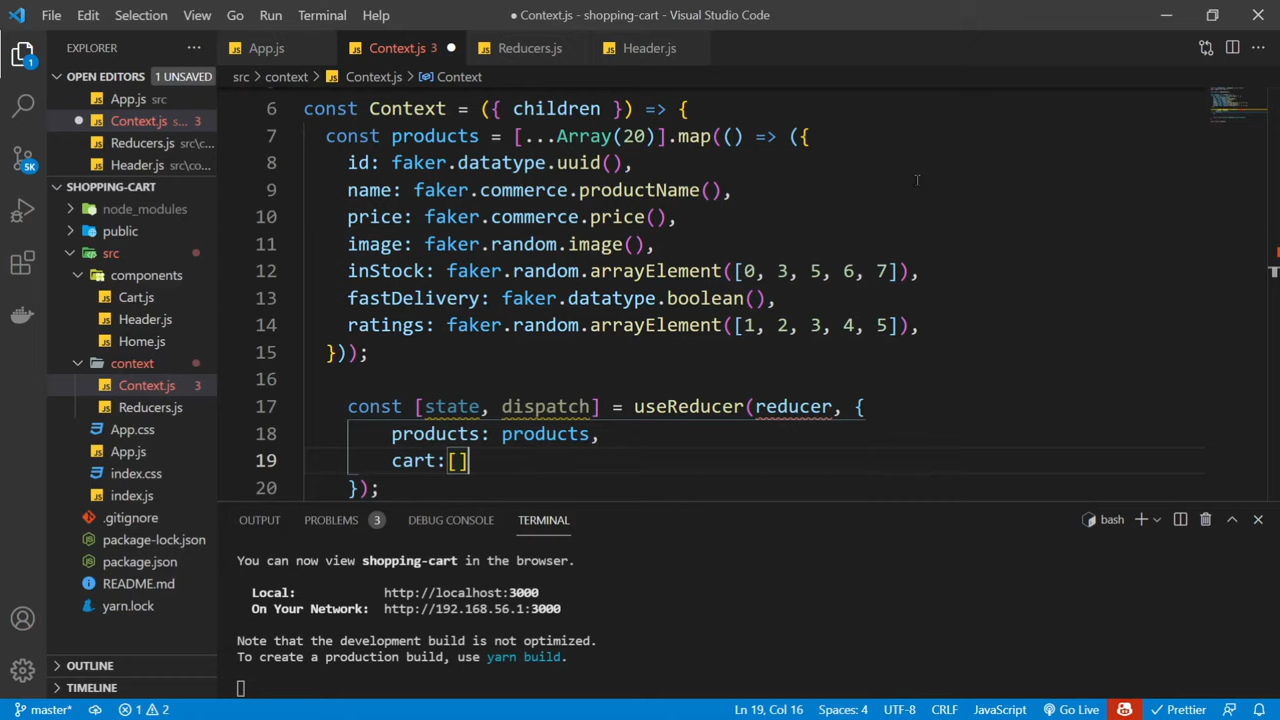 File Edit Selection View Go Run Terminal Help ● Context.js - shopping-cart - Visual Studio Code
EXPLORER
App.js Context.js 3 Reducers.js Header.js
OPEN EDITORS 1 UNSAVED
src > context > Context.js > Context
App.js src
Context.js s... 3
Reducers.js src\c...
Header.js src\co...
SHOPPING-CART
node_modules
public
src
components
Cart.js
Header.js
Home.js
context
Context.js 3
Reducers.js
App.css
App.js
index.css
index.js
.gitignore
package-lock.json
package.json
README.md
yarn.lock
OUTLINE
TIMELINE
1
5K
6 const Context = ({ children }) => {
7 const products = [...Array(20)].map(() => ({
8 id: faker.datatype.uuid(),
9 name: faker.commerce.productName(),
10 price: faker.commerce.price(),
11 image: faker.random.image(),
12 inStock: faker.random.arrayElement([0, 3, 5, 6, 7]),
13 fastDelivery: faker.datatype.boolean(),
14 ratings: faker.random.arrayElement([1, 2, 3, 4, 5]),
15 }));
16
17 const [state, dispatch] = useReducer(reducer, {
18 products: products,
19 cart:[]
20 });
OUTPUT PROBLEMS 3 DEBUG CONSOLE TERMINAL bash
You can now view shopping-cart in the browser.
Local: http://localhost:3000
On Your Network: http://192.168.56.1:3000
Note that the development build is not optimized.
To create a production build, use yarn build.
master* 1 2 Ln 19, Col 16 Spaces: 4 UTF-8 CRLF JavaScript Go Live Prettier